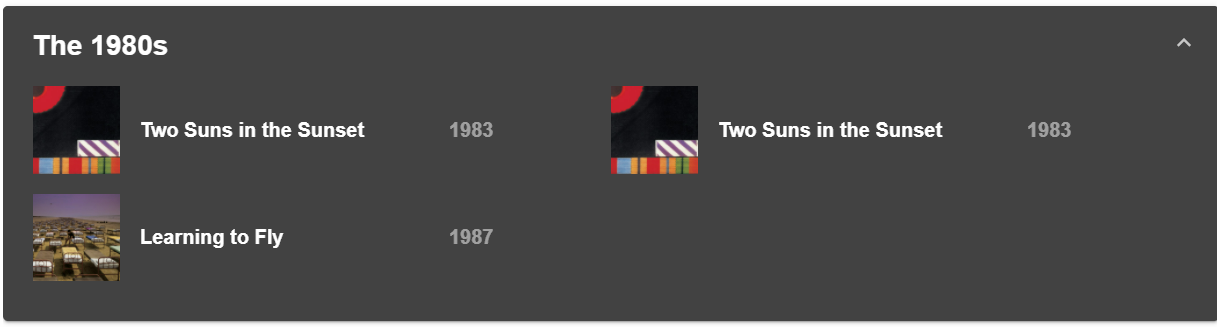 The 1980s
Two Suns in the Sunset 1983
Two Suns in the Sunset 1983
Learning to Fly 1987